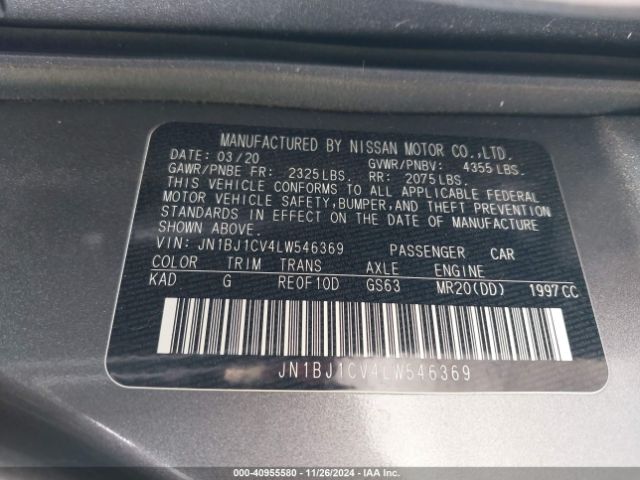 MANUFACTURED BY NISSAN MOTOR CO.,LTD.
DATE: 03/20 GVWR/PNBV: 4355 LBS.
GAWR/PNBE FR: 2325 LBS. RR: 2075 LBS.
THIS VEHICLE CONFORMS TO ALL APPLICABLE FEDERAL
MOTOR VEHICLE SAFETY, BUMPER, AND THEFT PREVENTION
STANDARDS IN EFFECT ON THE DATE OF MANUFACTURE
SHOWN ABOVE.
VIN: JN1BJ1CV4LW546369 PASSENGER CAR
COLOR TRIM TRANS AXLE ENGINE
KAD G RE0F10D GS63 MR20(DD) 1997CC
JN1BJ1CV4LW546369
000-40955580 - 11/26/2024 - IAA Inc.